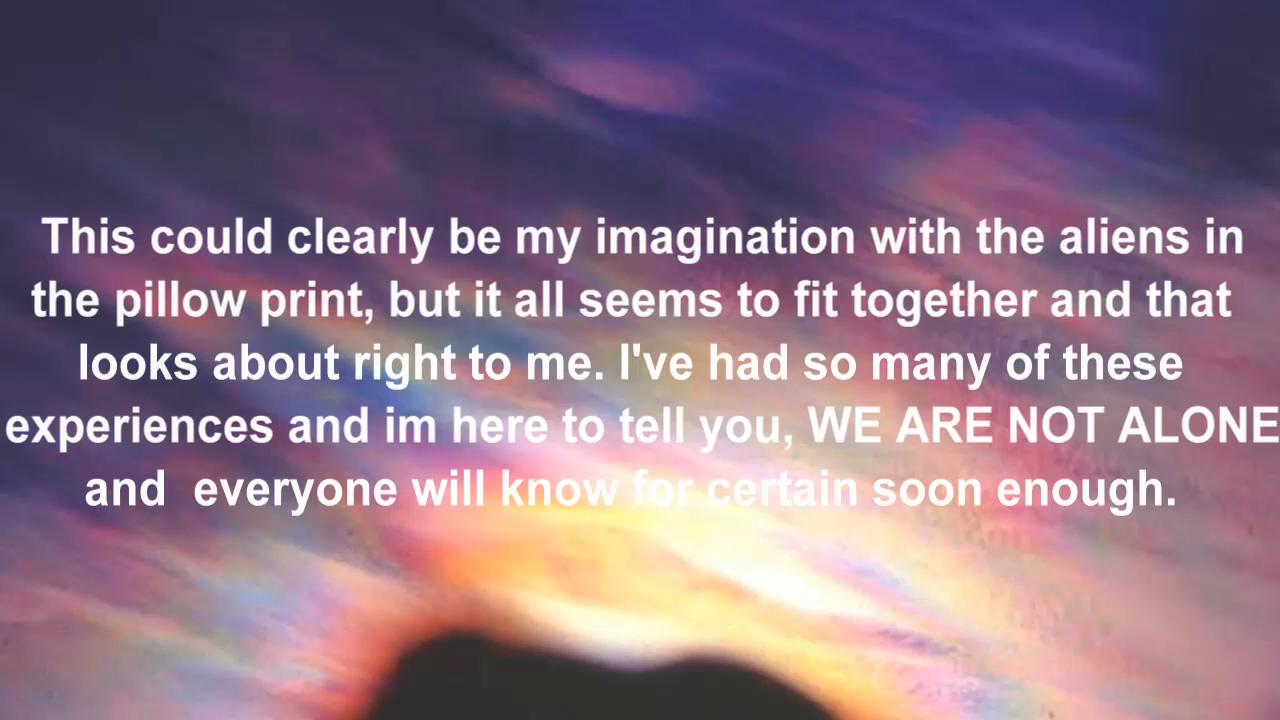 This could clearly be my imagination with the aliens in
the pillow print, but it all seems to fit together and that
looks about right to me. I've had so many of these
experiences and im here to tell you, WE ARE NOT ALONE
and  everyone will know for certain soon enough.